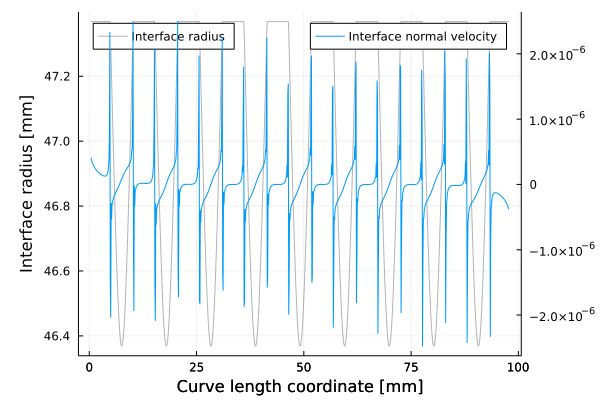 Interface radius
Interface normal velocity
Interface radius [mm]
47.2
47.0
46.8
46.6
46.4
2.0×10⁻⁶
1.0×10⁻⁶
0
−1.0×10⁻⁶
−2.0×10⁻⁶
0 25 50 75 100
Curve length coordinate [mm]